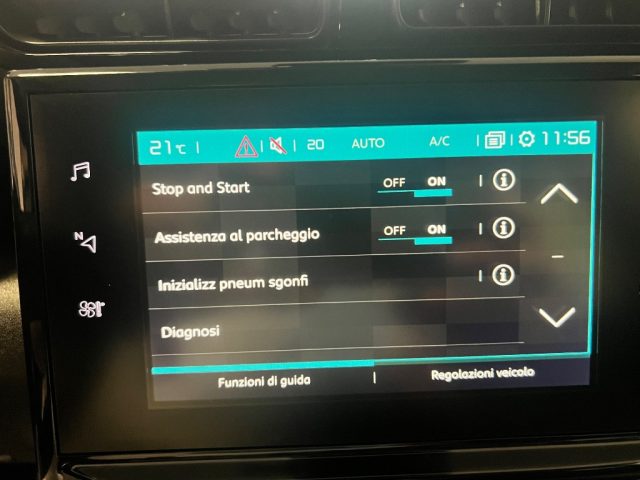 21°C 20 AUTO A/C 11:56
Stop and Start OFF ON
N
Assistenza al parcheggio OFF ON
Inizializz pneum sgonfi
Diagnosi
Funzioni di guida Regolazioni veicolo